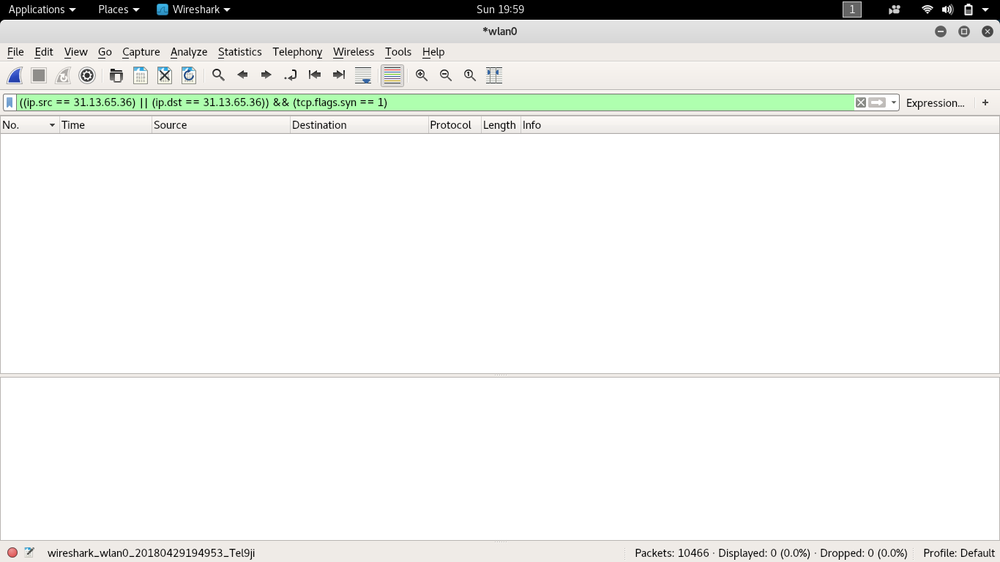 Applications Places Wireshark Sun 19:59 1
*wlan0
File Edit View Go Capture Analyze Statistics Telephony Wireless Tools Help
((ip.src == 31.13.65.36) || (ip.dst == 31.13.65.36)) && (tcp.flags.syn == 1) Expression... +
No. Time Source Destination Protocol Length Info
wireshark_wlan0_20180429194953_Tel9ji Packets: 10466 · Displayed: 0 (0.0%) · Dropped: 0 (0.0%) Profile: Default